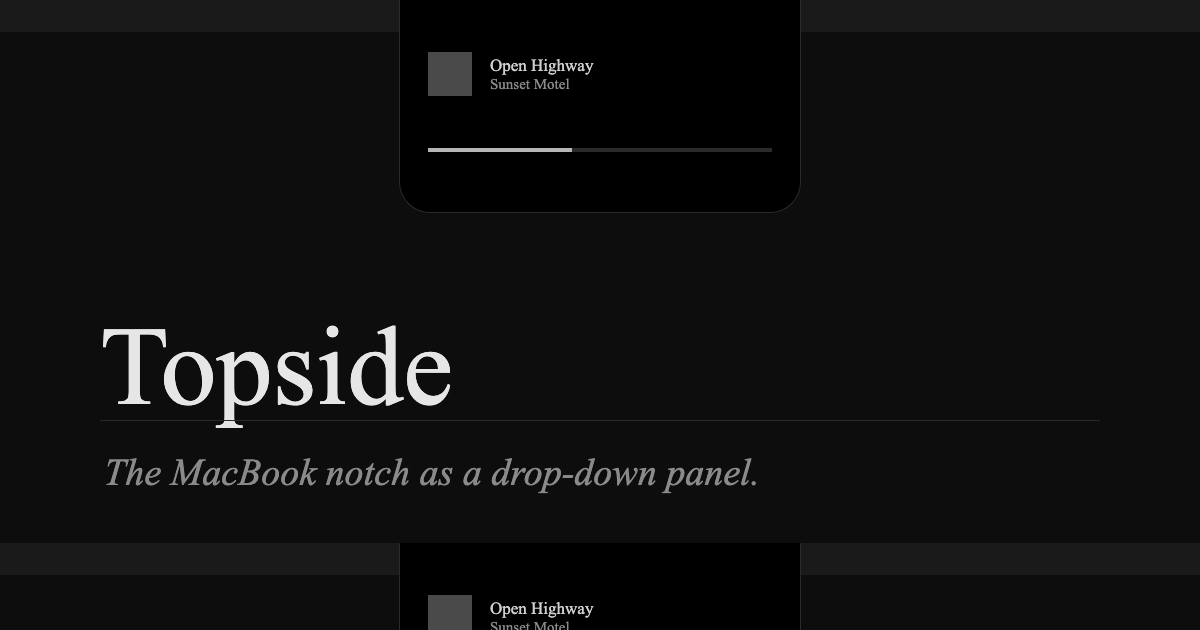 Open Highway
Sunset Motel
Topside
The MacBook notch as a drop-down panel.
Open Highway
Sunset Motel